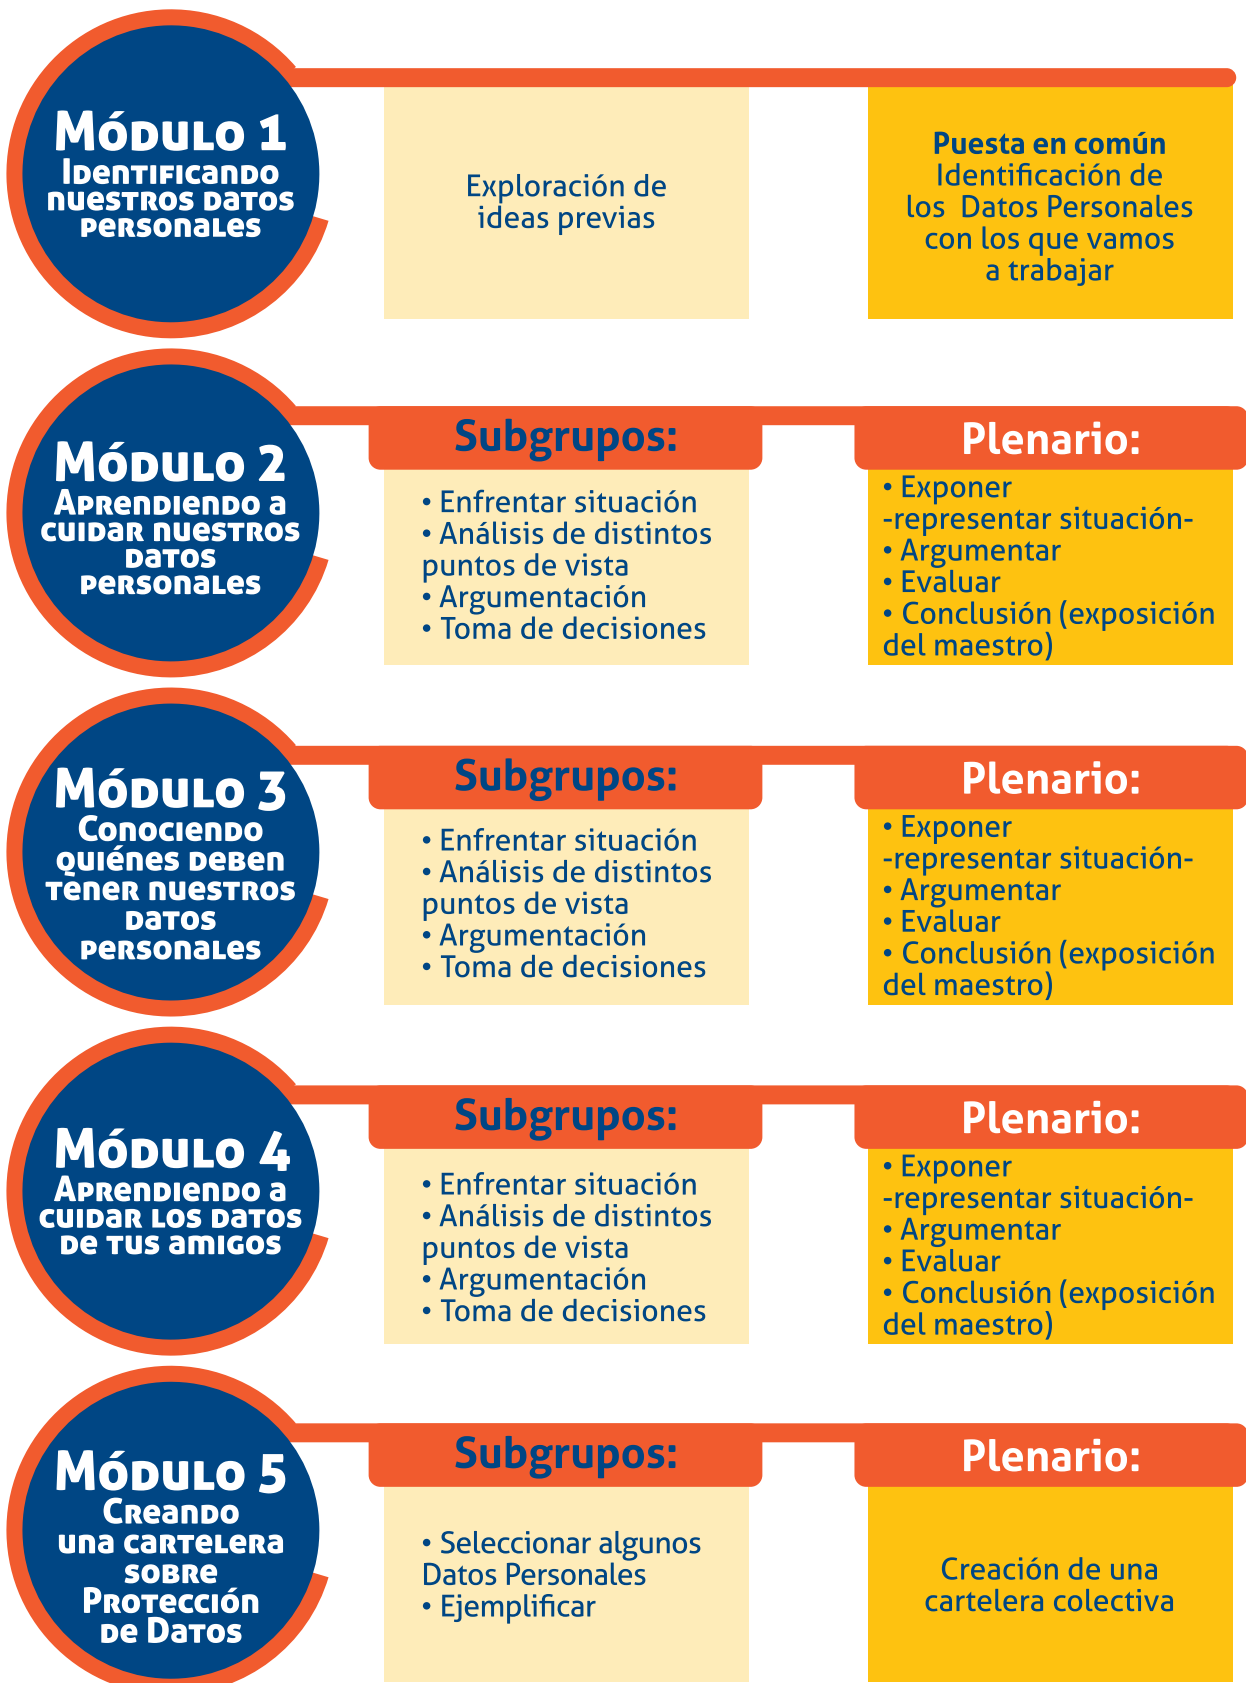 Módulo 1
Identificando
nuestros datos
personales
Exploración de
ideas previas
Puesta en común
Identificación de
los Datos Personales
con los que vamos
a trabajar
Módulo 2
Aprendiendo a
cuidar nuestros
datos
personales
Subgrupos:
• Enfrentar situación
• Análisis de distintos
puntos de vista
• Argumentación
• Toma de decisiones
Plenario:
• Exponer
-representar situación-
• Argumentar
• Evaluar
• Conclusión (exposición
del maestro)
Módulo 3
Conociendo
quiénes deben
tener nuestros
datos
personales
Subgrupos:
• Enfrentar situación
• Análisis de distintos
puntos de vista
• Argumentación
• Toma de decisiones
Plenario:
• Exponer
-representar situación-
• Argumentar
• Evaluar
• Conclusión (exposición
del maestro)
Módulo 4
Aprendiendo a
cuidar los datos
de tus amigos
Subgrupos:
• Enfrentar situación
• Análisis de distintos
puntos de vista
• Argumentación
• Toma de decisiones
Plenario:
• Exponer
-representar situación-
• Argumentar
• Evaluar
• Conclusión (exposición
del maestro)
Módulo 5
Creando
una cartelera
sobre
Protección
de Datos
Subgrupos:
• Seleccionar algunos
Datos Personales
• Ejemplificar
Plenario:
Creación de una
cartelera colectiva